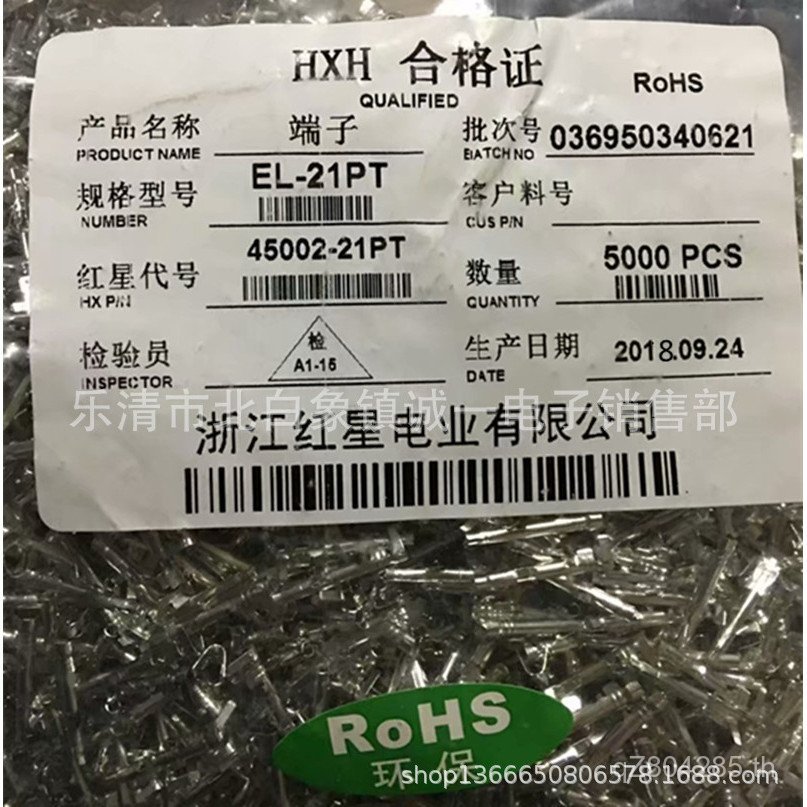 HXH 合格证 RoHS
QUALIFIED
产品名称 端子 批次号 036950340621
PRODUCT NAME BATCH NO
规格型号 EL-21PT 客户料号
NUMBER CUS P/N
红星代号 45002-21PT 数量 5000 PCS
HX P/N QUANTITY
检验员 检 A1-15 生产日期 2018.09.24
INSPECTOR DATE
乐清市北白象镇诚一电子销售部
浙江红星电业有限公司
RoHS
环保
shop1366650806578.1688.com